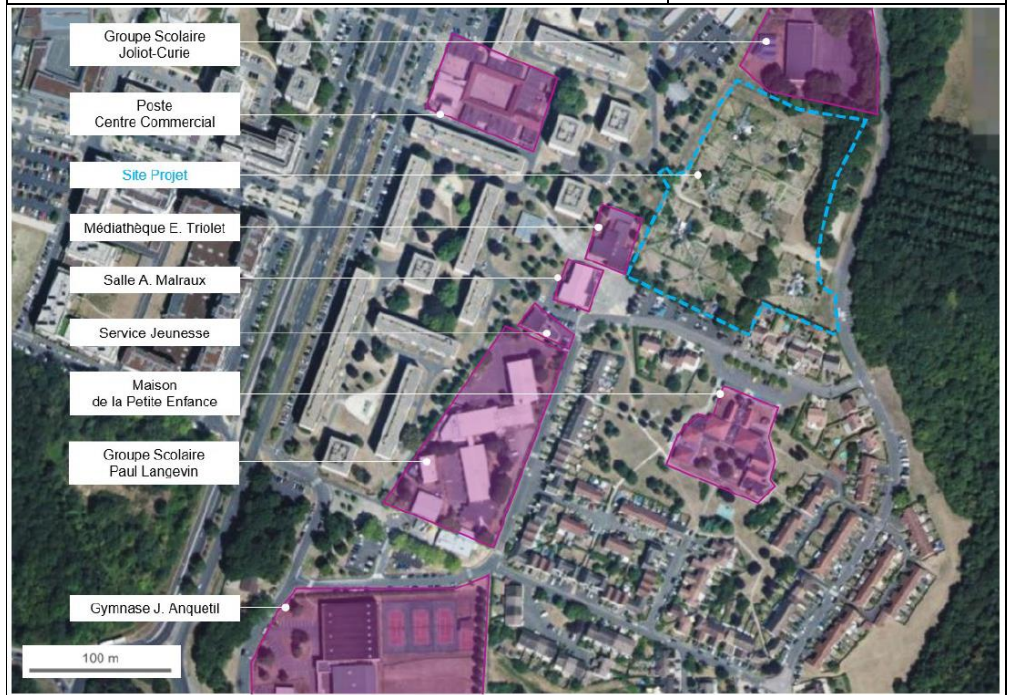 Groupe Scolaire
Joliot-Curie
Poste
Centre Commercial
Site Projet
Médiathèque E. Triolet
Salle A. Malraux
Service Jeunesse
Maison
de la Petite Enfance
Groupe Scolaire
Paul Langevin
Gymnase J. Anquetil
100 m